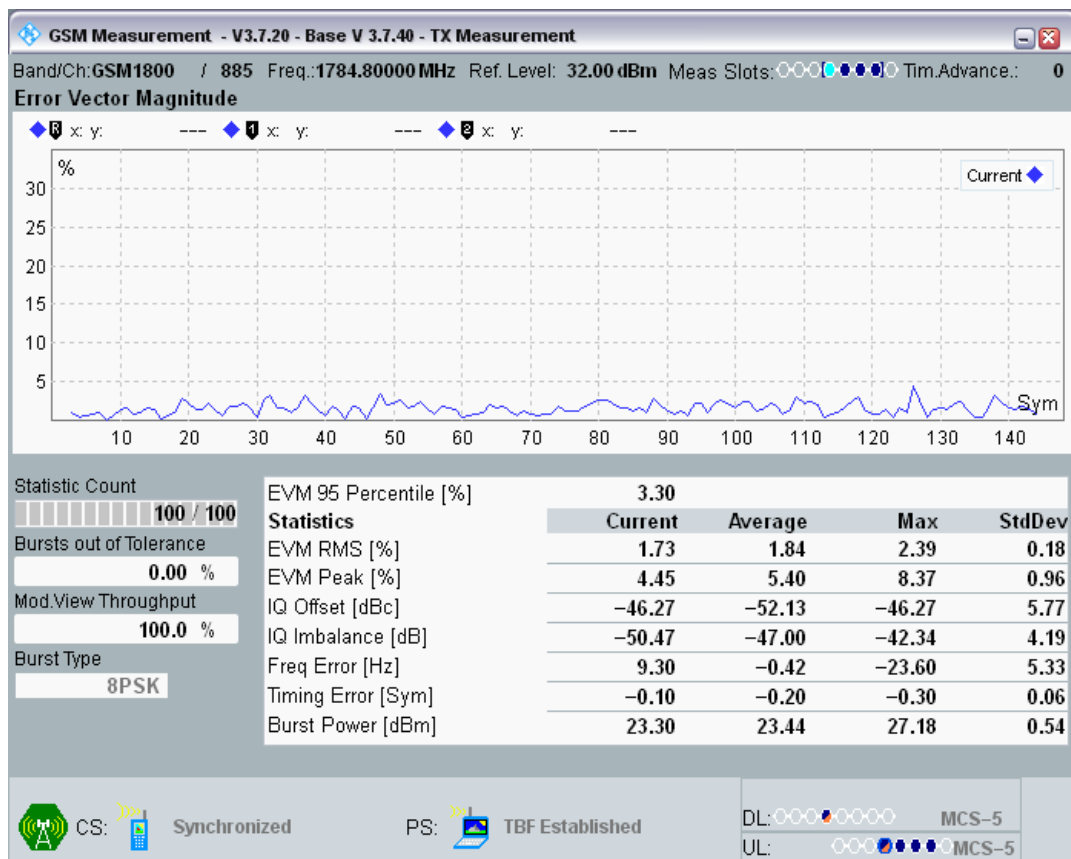 GSM Measurement - V3.7.20 - Base V 3.7.40 - TX Measurement
Band/Ch:GSM1800 / 885 Freq.:1784.80000 MHz Ref. Level: 32.00 dBm Meas Slots: Tim.Advance.: 0
Error Vector Magnitude
R x: y: --- 1 x: y: --- 2 x: y: ---
%
Current
30
25
20
15
10
5
Sym
10 20 30 40 50 60 70 80 90 100 110 120 130 140
Statistic Count
100 / 100
Bursts out of Tolerance
0.00 %
Mod.View Throughput
100.0 %
Burst Type
8PSK
EVM 95 Percentile [%] 3.30
Statistics Current Average Max StdDev
EVM RMS [%] 1.73 1.84 2.39 0.18
EVM Peak [%] 4.45 5.40 8.37 0.96
IQ Offset [dBc] −46.27 −52.13 −46.27 5.77
IQ Imbalance [dB] −50.47 −47.00 −42.34 4.19
Freq Error [Hz] 9.30 −0.42 −23.60 5.33
Timing Error [Sym] −0.10 −0.20 −0.30 0.06
Burst Power [dBm] 23.30 23.44 27.18 0.54
CS: Synchronized PS: TBF Established
DL: MCS−5
UL: MCS−5